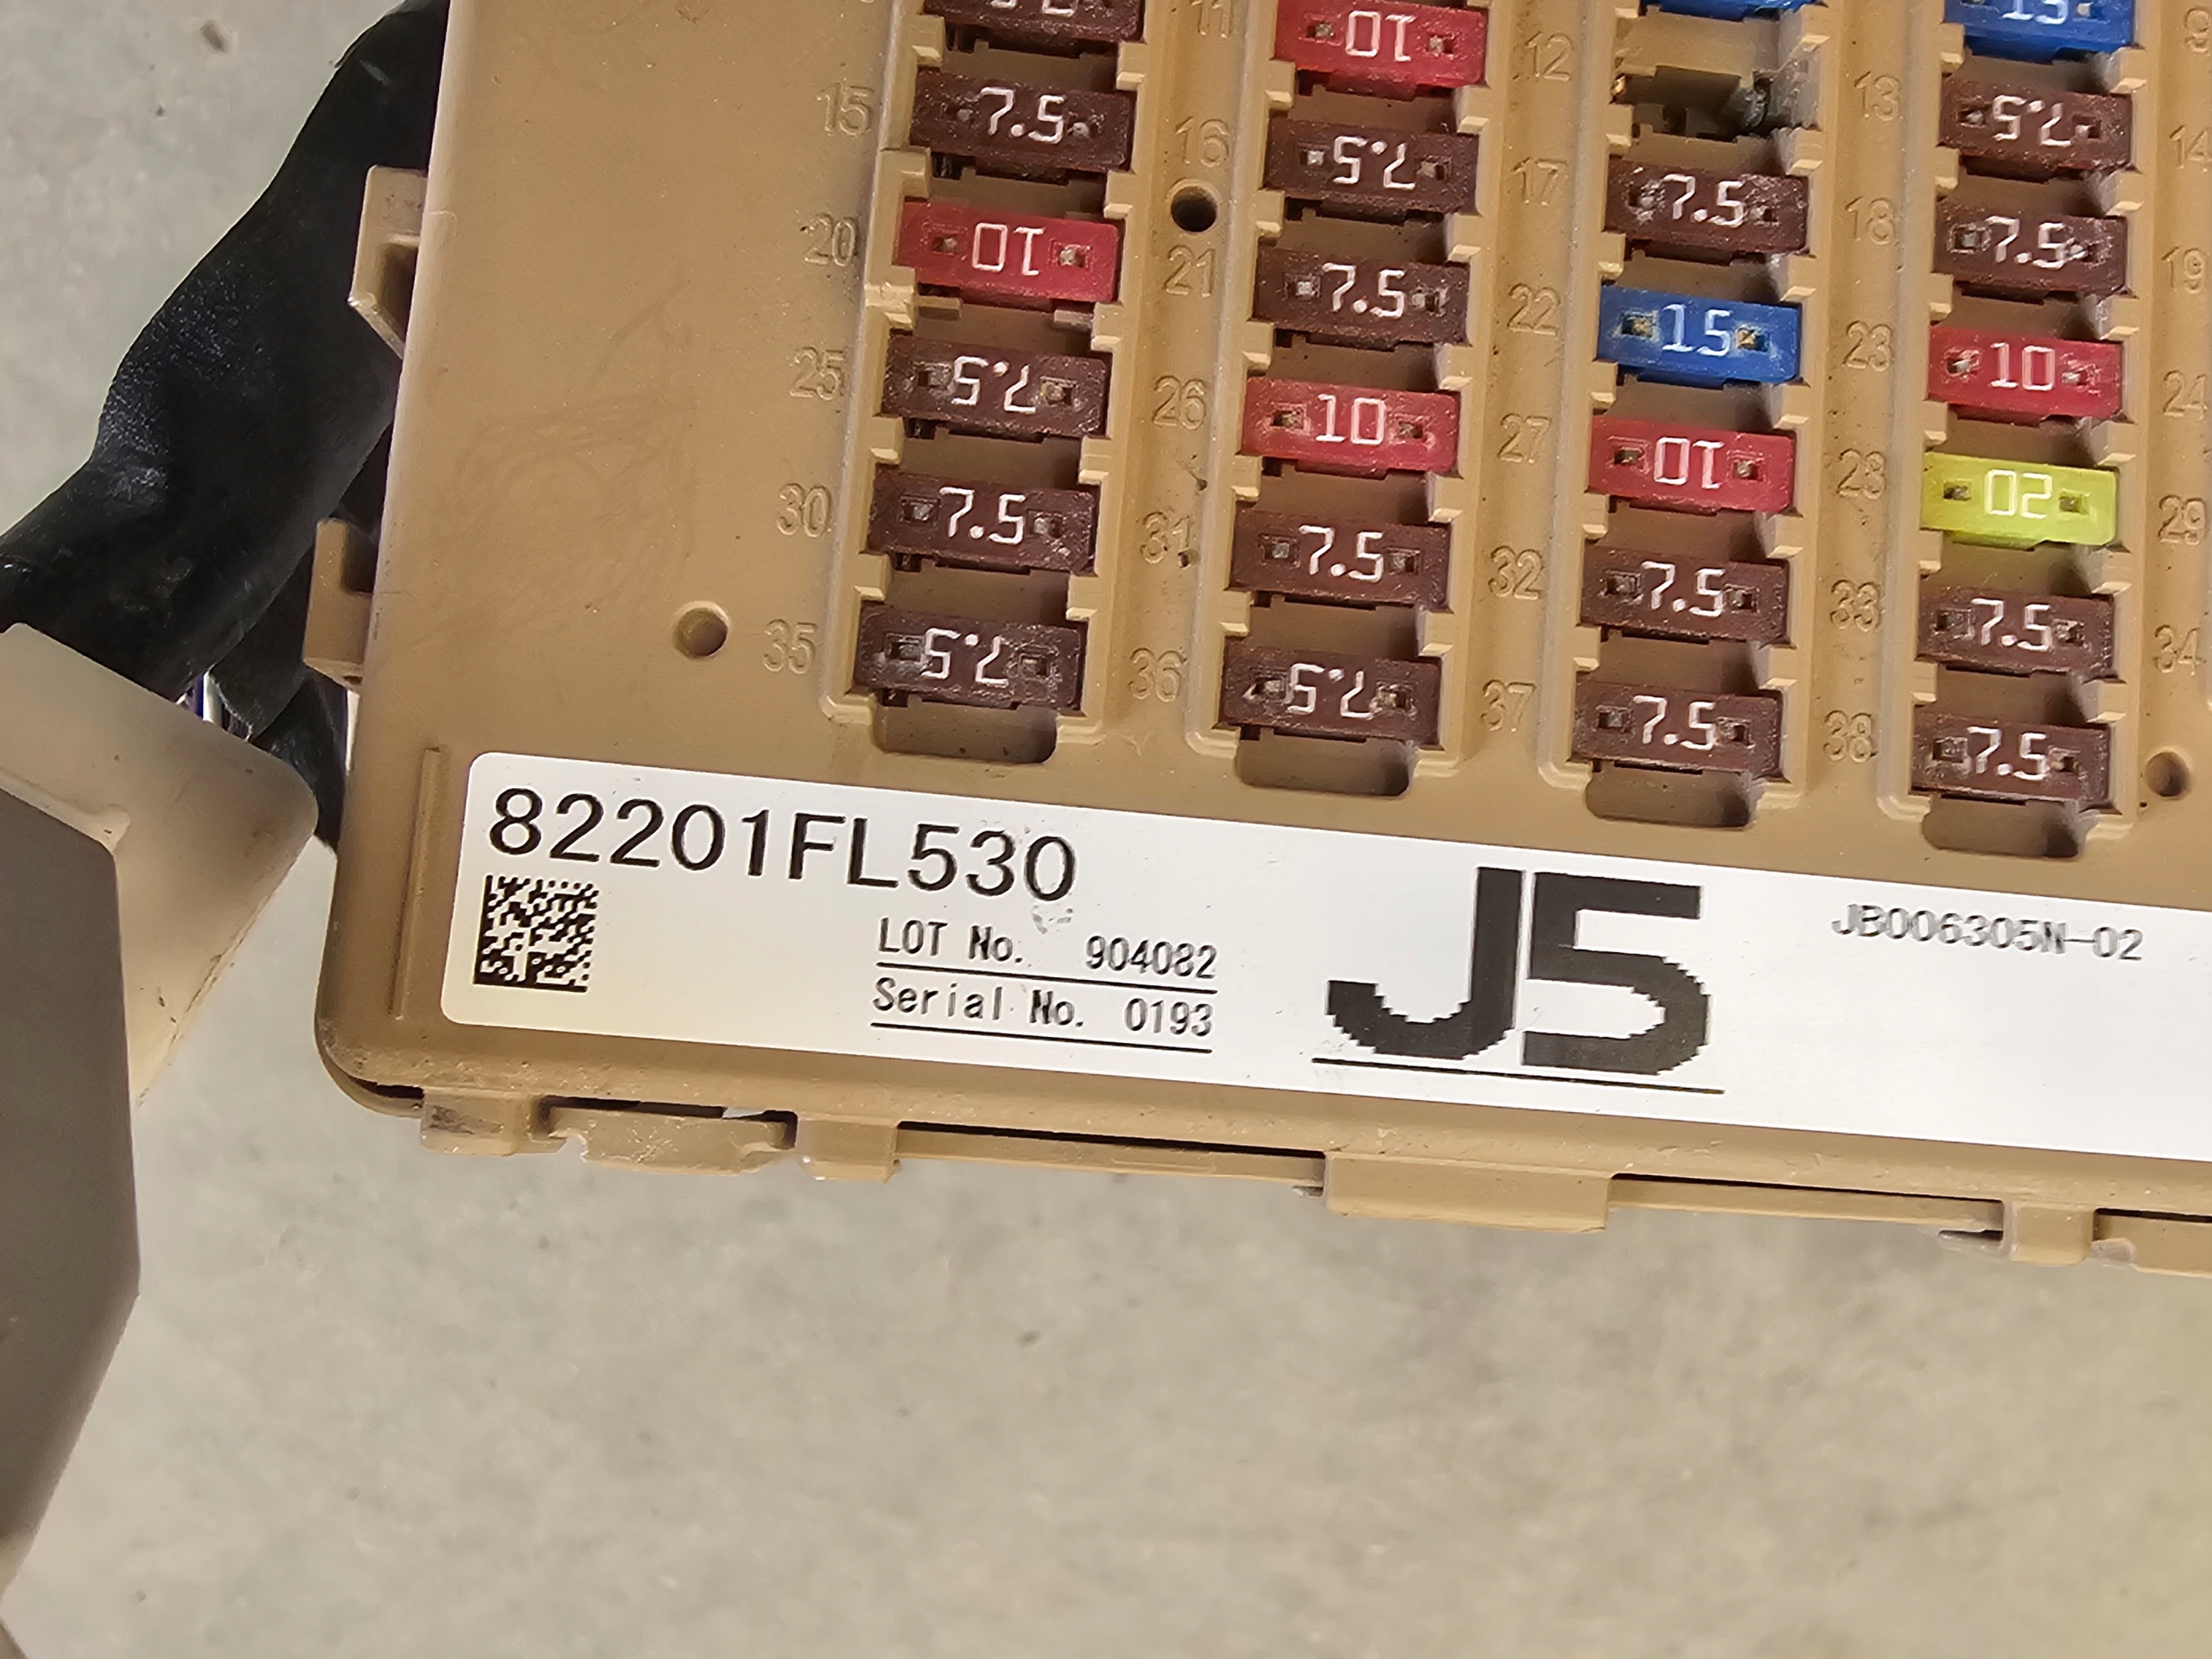 11 10 12 15 9
15 7.5 16 7.5 17 7.5 13 7.5 14
20 10 21 7.5 22 15 18 7.5 19
25 7.5 26 10 27 10 23 10 24
30 7.5 31 7.5 32 7.5 28 20 29
35 7.5 36 7.5 37 7.5 33 7.5 34
38 7.5
82201FL530
LOT No. 904082
Serial No. 0193
J5
JB006305N-02